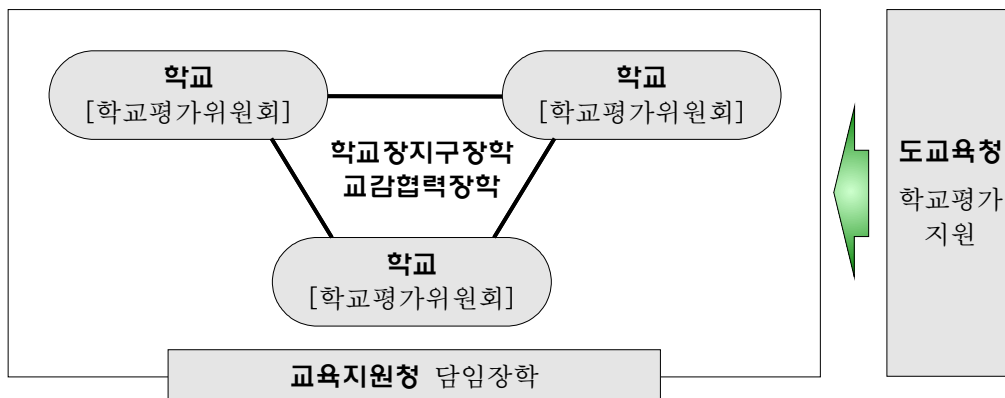 학교
[학교평가위원회]
학교
[학교평가위원회]
학교장지구장학
교감협력장학
학교
[학교평가위원회]
교육지원청 담임장학
도교육청
학교평가
지원